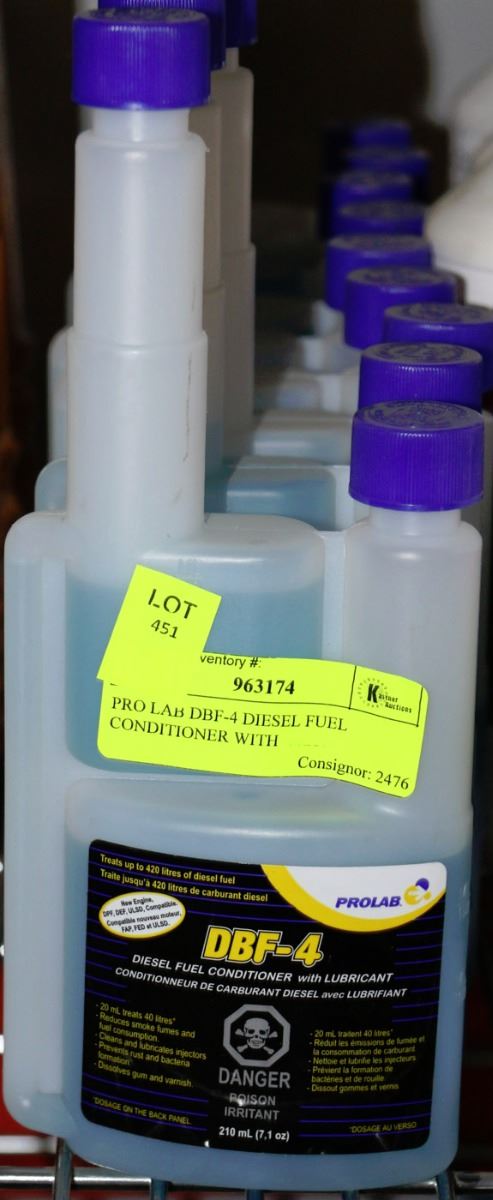 LOT
451
ventory #:
963174
Kastner
Auctions
PRO LAB DBF-4 DIESEL FUEL
CONDITIONER WITH
Consignor: 2476
Treats up to 420 litres of diesel fuel
Traite jusqu'à 420 litres de carburant diesel
New Engine,
DPF, DEF, ULSD, Compatible.
Compatible nouveau moteur,
FAP, FED et ULSD.
PROLAB
DBF-4
DIESEL FUEL CONDITIONER with LUBRICANT
CONDITIONNEUR DE CARBURANT DIESEL avec LUBRIFIANT
- 20 mL treats 40 litres*
- Reduces smoke fumes and
fuel consumption.
- Cleans and lubricates injectors
- Prevents rust and bacteria
formation.
- Dissolves gum and varnish.
*DOSAGE ON THE BACK PANEL.
DANGER
POISON
IRRITANT
210 mL (7,1 oz)
- 20 mL traitent 40 litres*
- Réduit les émissions de fumée et
la consommation de carburant
- Nettoie et lubrifie les injecteurs.
- Prévient la formation de
bactéries et de rouille.
- Dissout gommes et vernis
*DOSAGE AU VERSO